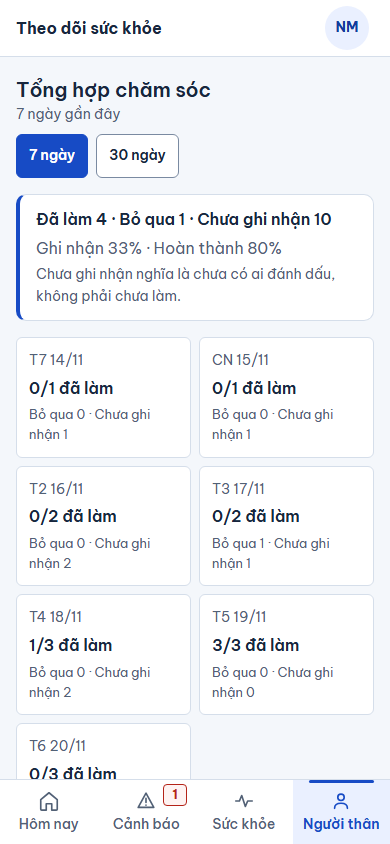 Theo dõi sức khỏe
NM
Tổng hợp chăm sóc
7 ngày gần đây
7 ngày
30 ngày
Đã làm 4 · Bỏ qua 1 · Chưa ghi nhận 10
Ghi nhận 33% · Hoàn thành 80%
Chưa ghi nhận nghĩa là chưa có ai đánh dấu,
không phải chưa làm.
T7 14/11
0/1 đã làm
Bỏ qua 0 · Chưa ghi
nhận 1
CN 15/11
0/1 đã làm
Bỏ qua 0 · Chưa ghi
nhận 1
T2 16/11
0/2 đã làm
Bỏ qua 0 · Chưa ghi
nhận 2
T3 17/11
0/2 đã làm
Bỏ qua 1 · Chưa ghi
nhận 1
T4 18/11
1/3 đã làm
Bỏ qua 0 · Chưa ghi
nhận 2
T5 19/11
3/3 đã làm
Bỏ qua 0 · Chưa ghi
nhận 0
T6 20/11
0/3 đã làm
1
Hôm nay
Cảnh báo
Sức khỏe
Người thân